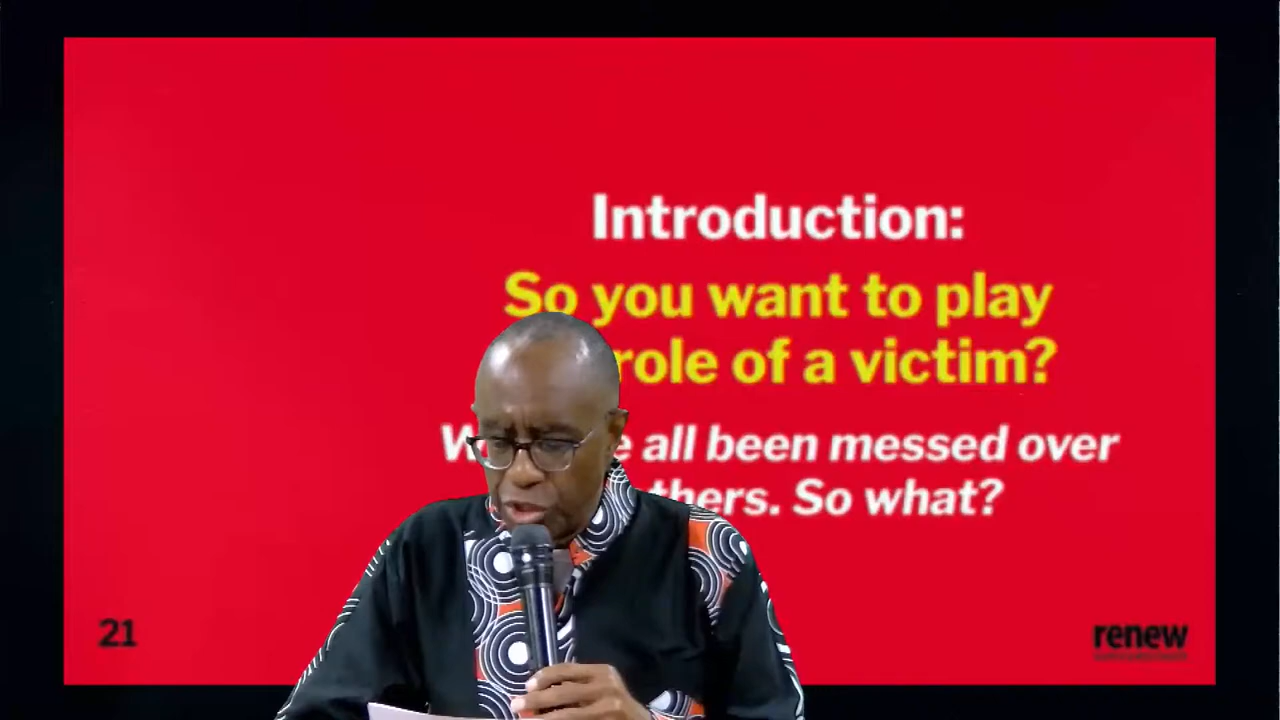 Introduction:
So you want to play
role of a victim?
all been messed over
So what?
21
renew